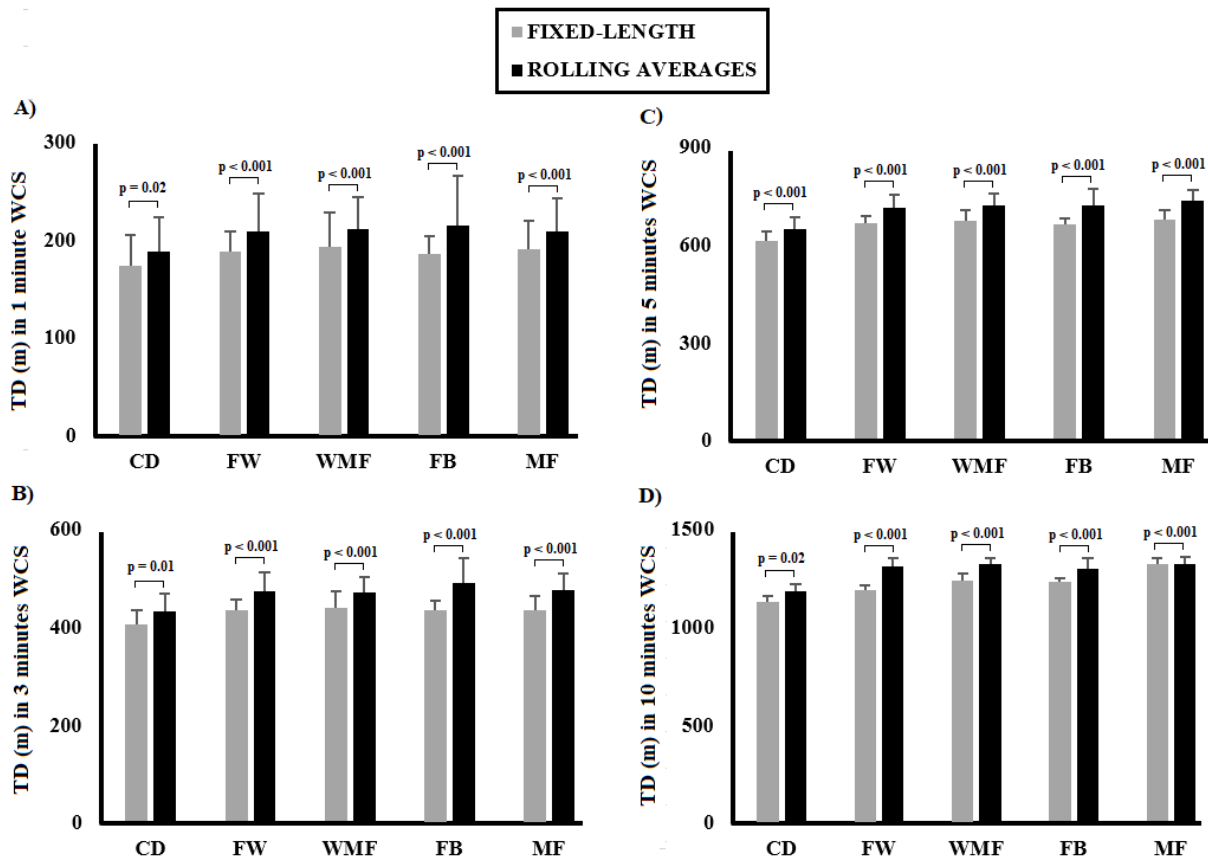 FIXED-LENGTH
ROLLING AVERAGES
A)
TD (m) in 1 minute WCS
300
200
100
0
p = 0.02
p < 0.001
p < 0.001
p < 0.001
p < 0.001
CD FW WMF FB MF
B)
TD (m) in 3 minutes WCS
600
400
200
0
p = 0.01
p < 0.001
p < 0.001
p < 0.001
p < 0.001
CD FW WMF FB MF
C)
TD (m) in 5 minutes WCS
900
600
300
0
p < 0.001
p < 0.001
p < 0.001
p < 0.001
p < 0.001
CD FW WMF FB MF
D)
TD (m) in 10 minutes WCS
1500
1000
500
0
p = 0.02
p < 0.001
p < 0.001
p < 0.001
p < 0.001
CD FW WMF FB MF